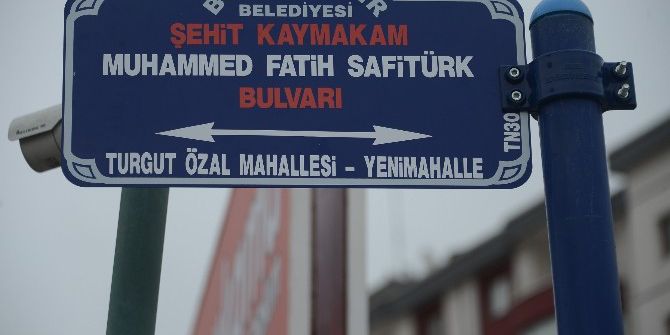 BELEDİYESİ
ŞEHİT KAYMAKAM
MUHAMMED FATİH SAFİTÜRK
BULVARI
TURGUT ÖZAL MAHALLESİ – YENİMAHALLE
TN30